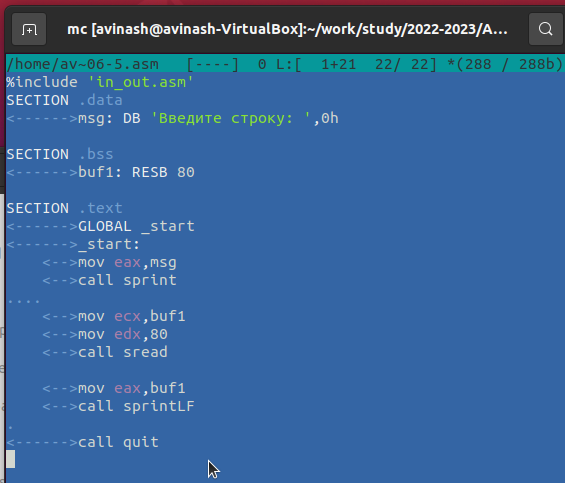 mc [avinash@avinash-VirtualBox]:~/work/study/2022-2023/A...
/home/av~06-5.asm   [----]  0 L:[  1+21  22/ 22] *(288 / 288b)
%include 'in_out.asm'
SECTION .data
<------>msg: DB 'Введите строку: ',0h

SECTION .bss
<------>buf1: RESB 80

SECTION .text
<------>GLOBAL _start
<------>_start:
    <-->mov eax,msg
    <-->call sprint
....
    <-->mov ecx,buf1
    <-->mov edx,80
    <-->call sread

    <-->mov eax,buf1
    <-->call sprintLF
.
<------>call quit